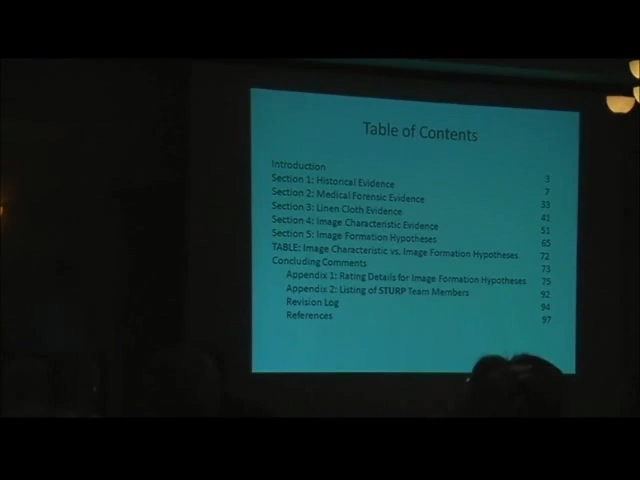 Table of Contents
Introduction 3
Section 1: Historical Evidence 7
Section 2: Medical Forensic Evidence 33
Section 3: Linen Cloth Evidence 41
Section 4: Image Characteristic Evidence 51
Section 5: Image Formation Hypotheses 65
TABLE: Image Characteristic vs. Image Formation Hypotheses 72
Concluding Comments 73
Appendix 1: Rating Details for Image Formation Hypotheses 75
Appendix 2: Listing of STURP Team Members 92
Revision Log 94
References 97